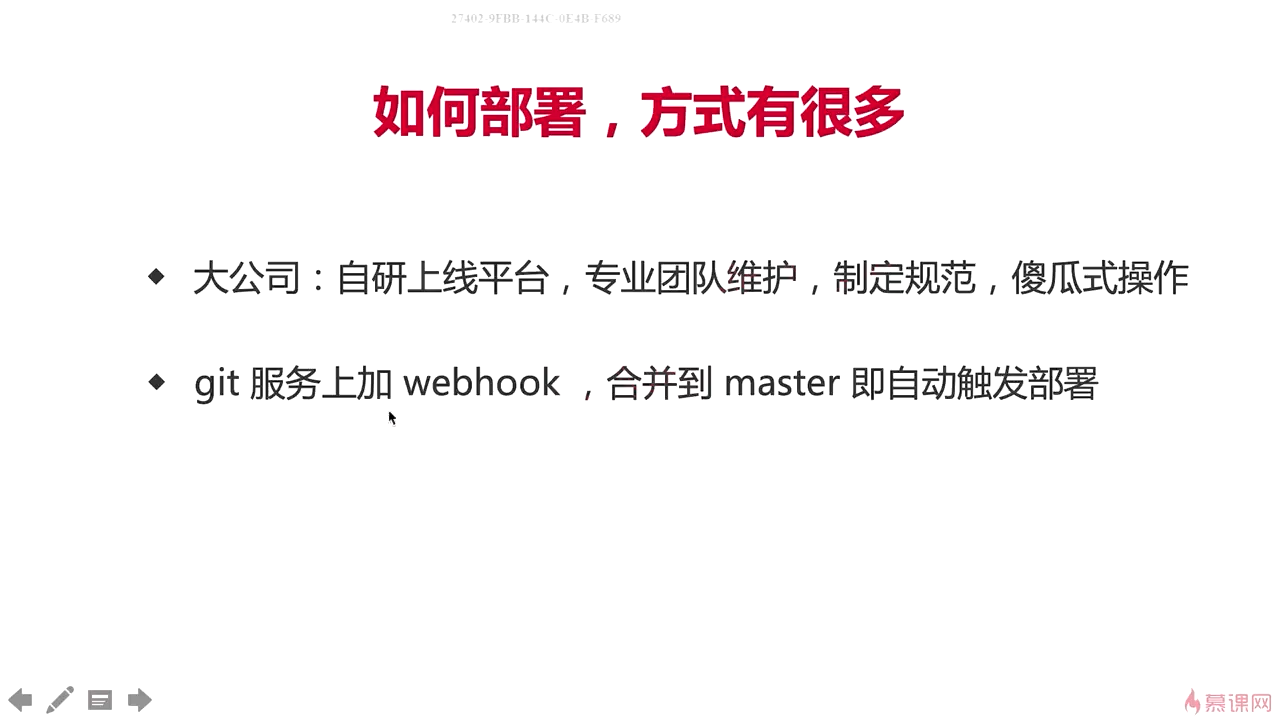 27402-9FBB-144C-0E4B-F689
如何部署，方式有很多
◆ 大公司：自研上线平台，专业团队维护，制定规范，傻瓜式操作
◆ git 服务上加 webhook ，合并到 master 即自动触发部署
慕课网